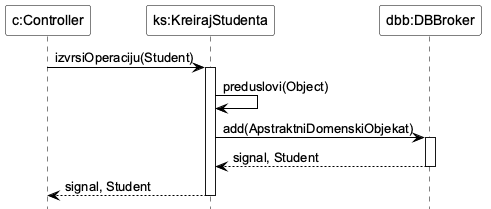 c:Controller
ks:KreirajStudenta
dbb:DBBroker
izvrsiOperaciju(Student)
preduslovi(Object)
add(ApstraktniDomenskiObjekat)
signal, Student
signal, Student